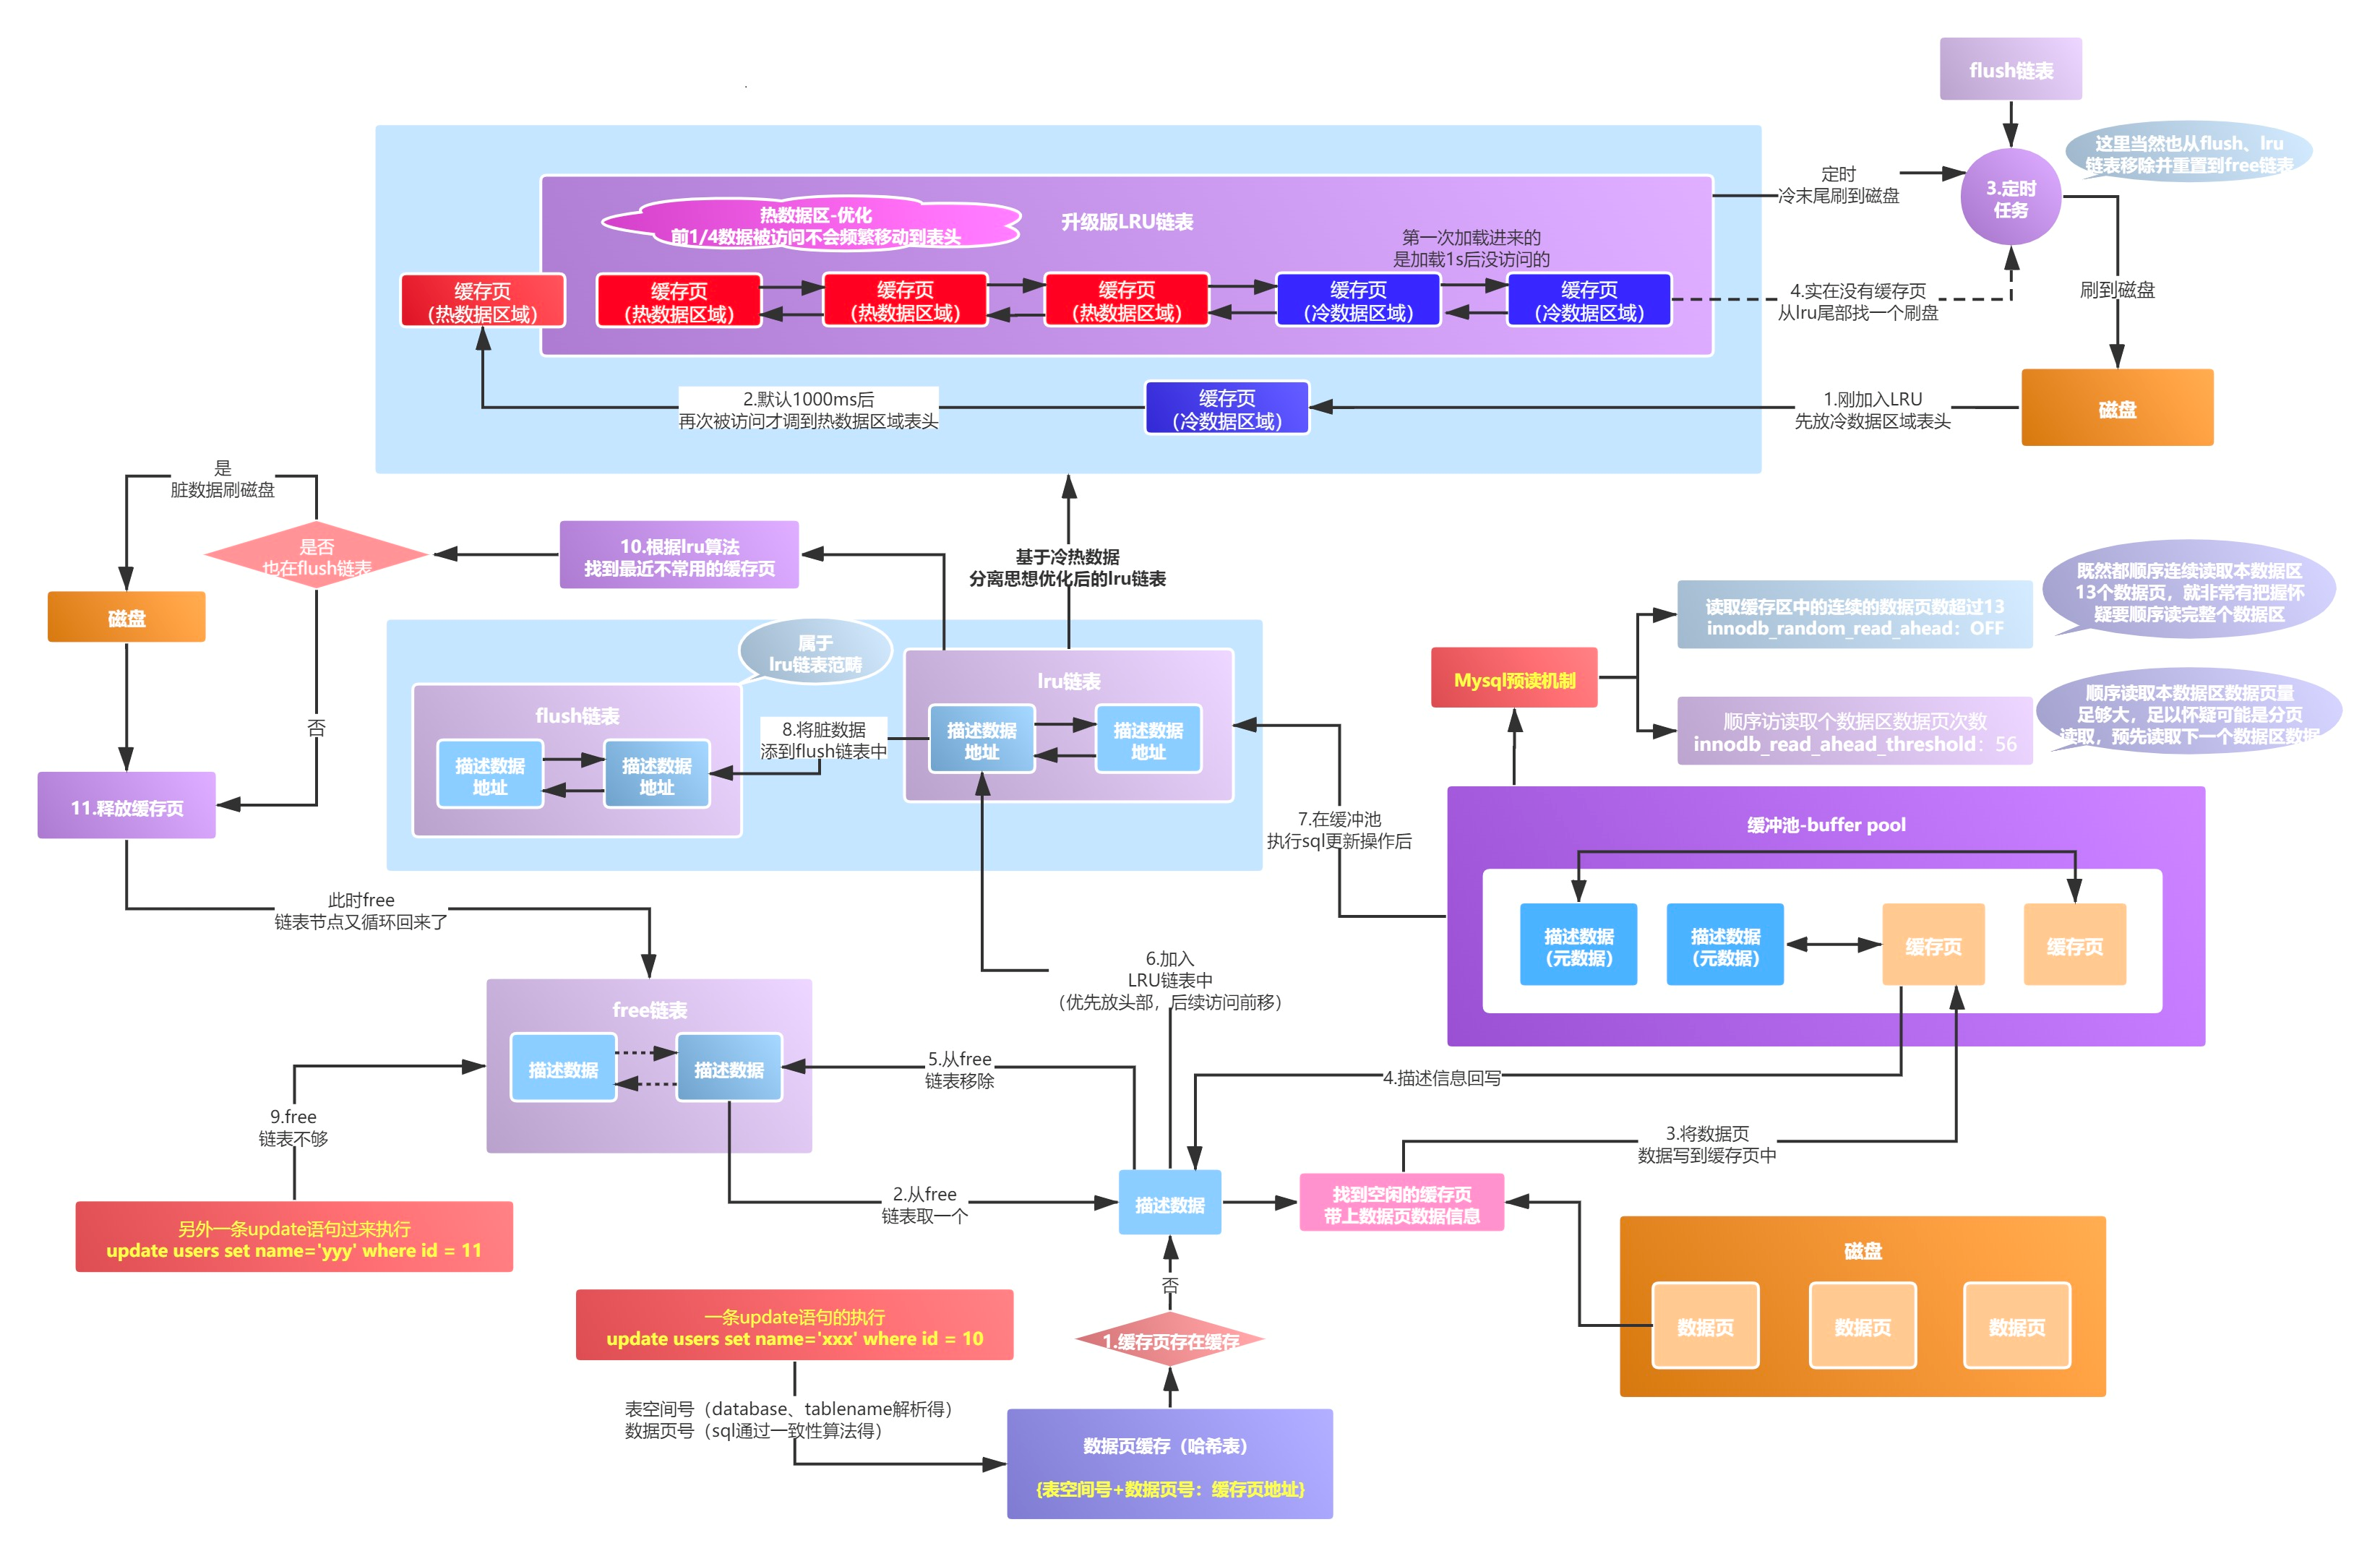 flush链表
这里当然也从flush、lru
链表移除并重置到free链表
3.定时
任务
定时
冷末尾刷到磁盘
热数据区-优化
前1/4数据被访问不会频繁移动到表头
升级版LRU链表
第一次加载进来的
是加载1s后没访问的
缓存页
（热数据区域）
缓存页
（热数据区域）
缓存页
（热数据区域）
缓存页
（热数据区域）
缓存页
（冷数据区域）
缓存页
（冷数据区域）
4.实在没有缓存页
从lru尾部找一个刷盘
刷到磁盘
2.默认1000ms后
再次被访问才调到热数据区域表头
缓存页
（冷数据区域）
1.刚加入LRU
先放冷数据区域表头
磁盘
是
脏数据刷磁盘
是否
也在flush链表
10.根据lru算法
找到最近不常用的缓存页
基于冷热数据
分离思想优化后的lru链表
磁盘
否
11.释放缓存页
属于
lru链表范畴
flush链表
描述数据
地址
描述数据
地址
8.将脏数据
添到flush链表中
lru链表
描述数据
地址
描述数据
地址
7.在缓冲池
执行sql更新操作后
Mysql预读机制
读取缓存区中的连续的数据页数超过13
innodb_random_read_ahead：OFF
既然都顺序连续读取本数据区
13个数据页，就非常有把握怀
疑要顺序读完整个数据区
顺序访读取个数据区数据页次数
innodb_read_ahead_threshold：56
顺序读取本数据区数据页量
足够大，足以怀疑可能是分页
读取，预先读取下一个数据区数据
缓冲池-buffer pool
描述数据
（元数据）
描述数据
（元数据）
缓存页
缓存页
此时free
链表节点又循环回来了
6.加入
LRU链表中
（优先放头部，后续访问前移）
free链表
描述数据
描述数据
5.从free
链表移除
4.描述信息回写
9.free
链表不够
3.将数据页
数据写到缓存页中
2.从free
链表取一个
描述数据
找到空闲的缓存页
带上数据页数据信息
另外一条update语句过来执行
update users set name='yyy' where id = 11
否
磁盘
数据页
数据页
数据页
一条update语句的执行
update users set name='xxx' where id = 10
1.缓存页存在缓存
表空间号（database、tablename解析得）
数据页号（sql通过一致性算法得）
数据页缓存（哈希表）
{表空间号+数据页号：缓存页地址}